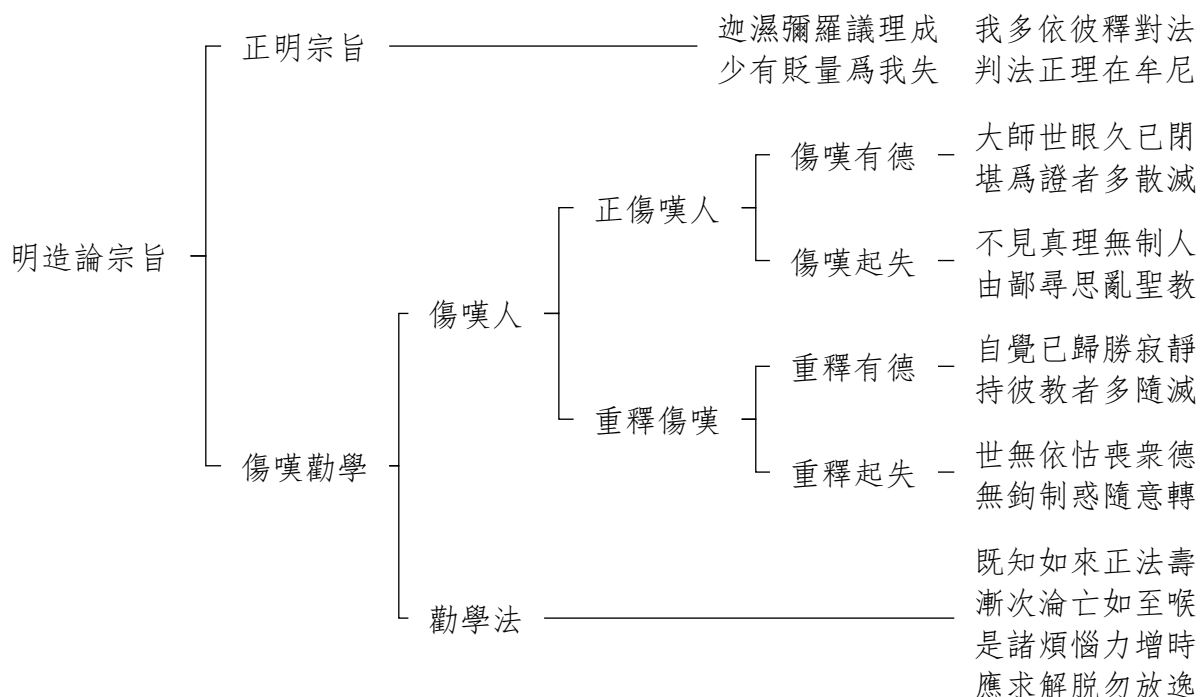 明造論宗旨
正明宗旨
迦濕彌羅議理成 我多依彼釋對法
少有貶量爲我失 判法正理在牟尼
傷嘆勸學
傷嘆人
正傷嘆人
傷嘆有德
大師世眼久已閉
堪爲證者多散滅
傷嘆起失
不見真理無制人
由鄙尋思亂聖教
重釋傷嘆
重釋有德
自覺已歸勝寂靜
持彼教者多隨滅
重釋起失
世無依怙喪衆德
無鉤制惑隨意轉
勸學法
既知如來正法壽
漸次淪亡如至喉
是諸煩惱力增時
應求解脱勿放逸